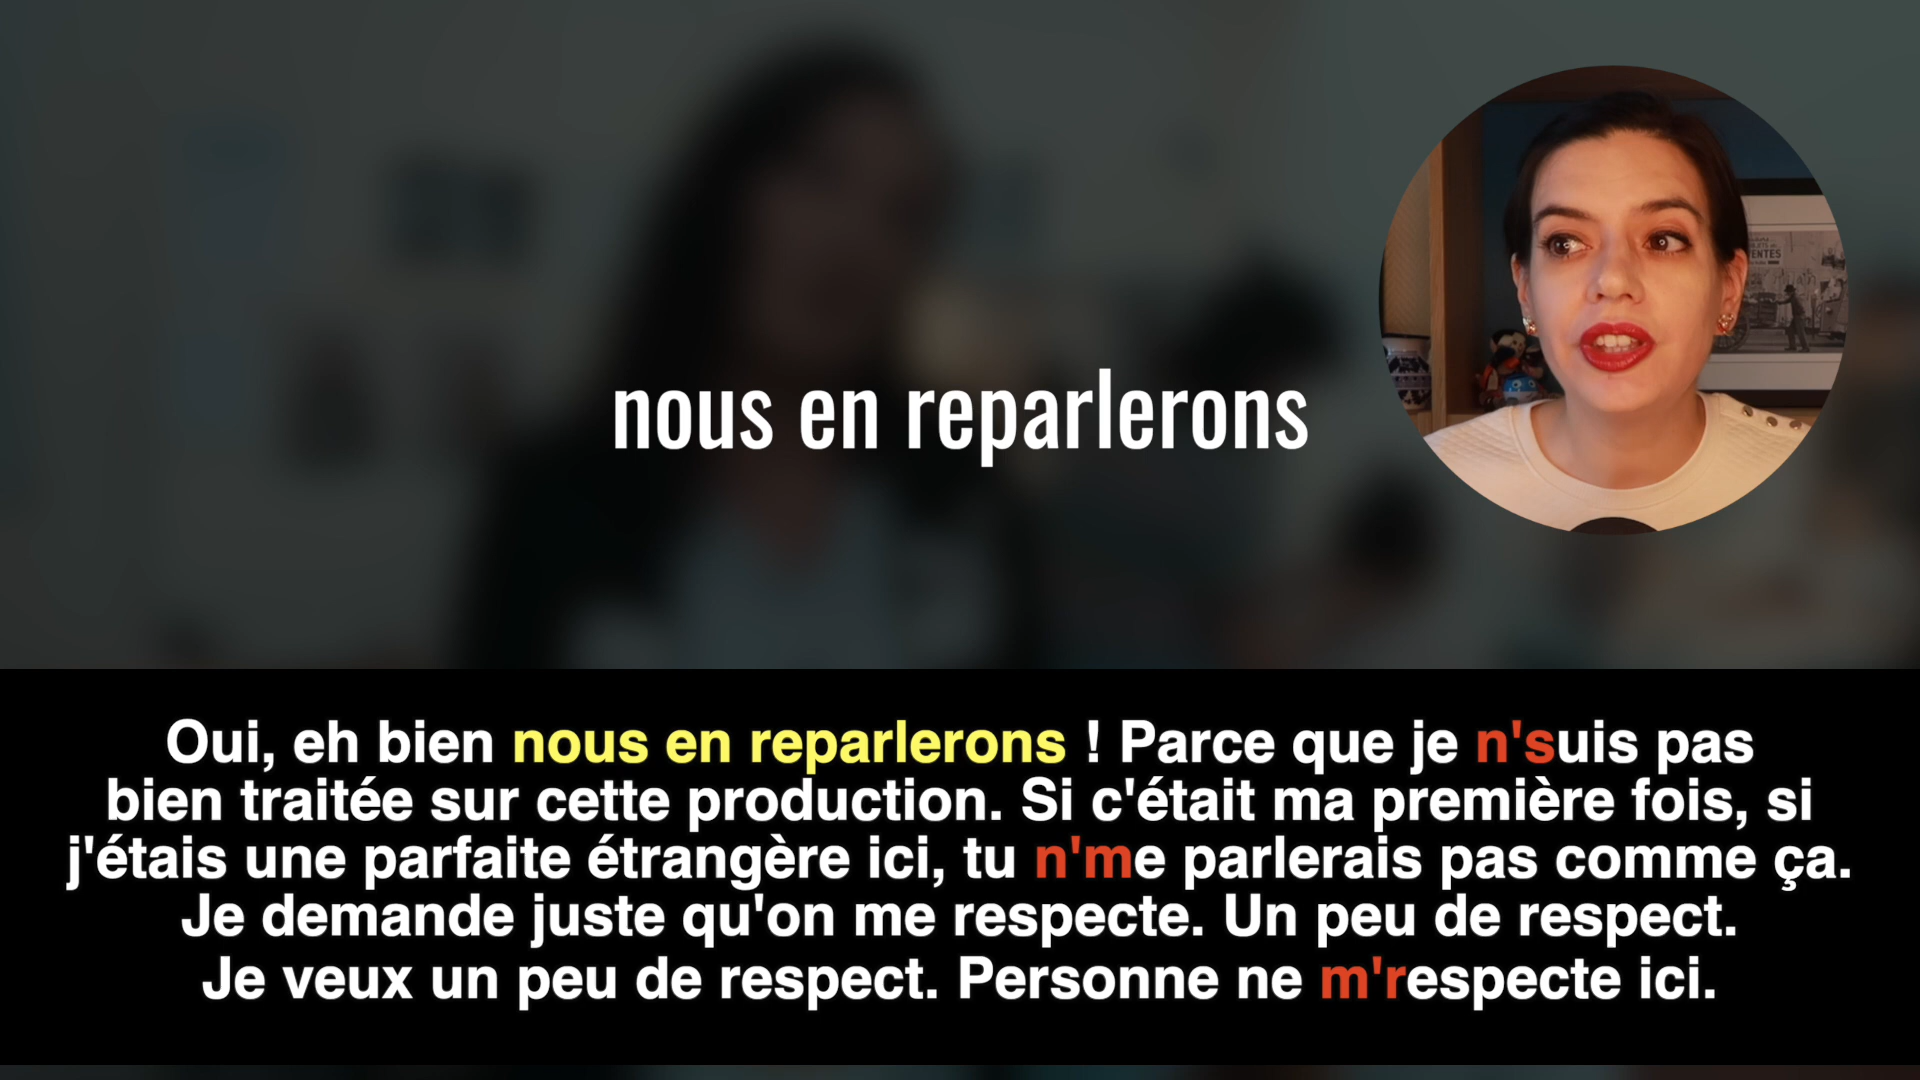 nous en reparlerons
VENTES
Oui, eh bien nous en reparlerons ! Parce que je n'suis pas
bien traitée sur cette production. Si c'était ma première fois, si
j'étais une parfaite étrangère ici, tu n'me parlerais pas comme ça.
Je demande juste qu'on me respecte. Un peu de respect.
Je veux un peu de respect. Personne ne m'respecte ici.